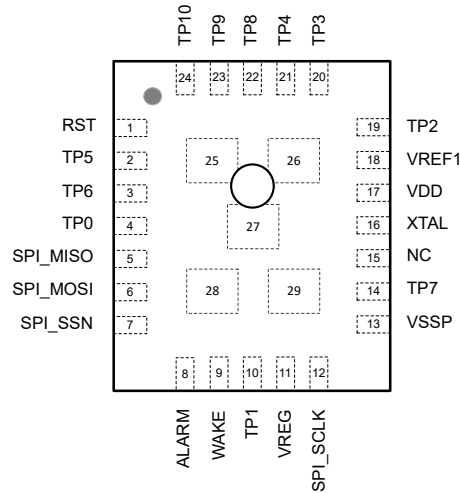 TP10 TP9 TP8 TP4 TP3
24 23 22 21 20
RST 1 19 TP2
TP5 2 25 26 18 VREF1
TP6 3 17 VDD
TP0 4 27 16 XTAL
SPI_MISO 5 15 NC
SPI_MOSI 6 28 29 14 TP7
SPI_SSN 7 13 VSSP
8 9 10 11 12
ALARM WAKE TP1 VREG SPI_SCLK